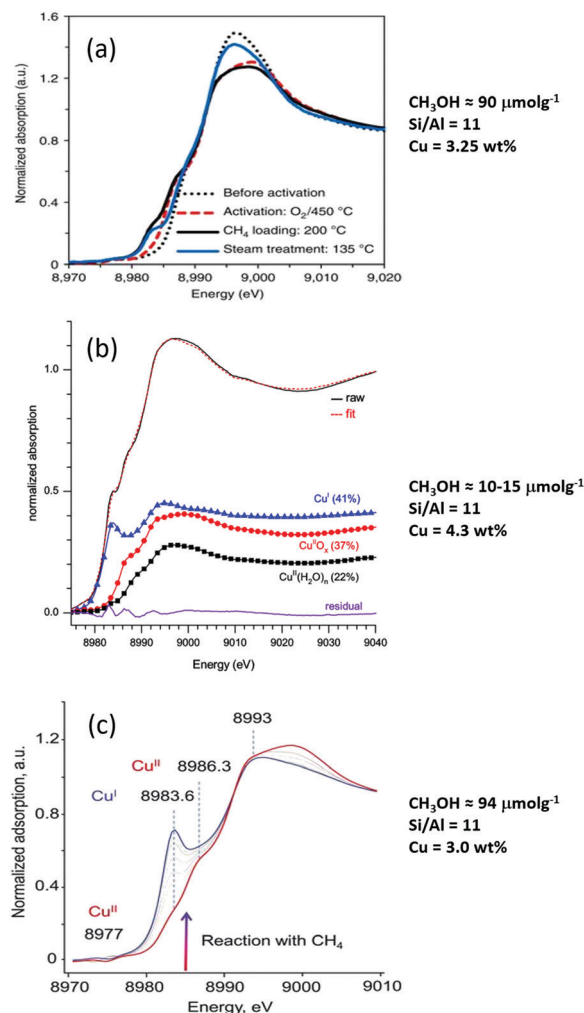 (a)
1.6
1.2
0.8
0.4
0
Normalized absorption (a.u.)
Before activation
Activation: O₂/450 °C
CH₄ loading: 200 °C
Steam treatment: 135 °C
8,970 8,980 8,990 9,000 9,010 9,020
Energy (eV)
CH₃OH ≈ 90 μmolg⁻¹
Si/Al = 11
Cu = 3.25 wt%
(b)
1.0
0.5
0.0
normalized absorption
raw
fit
Cuᴵ (41%)
CuᴵᴵOₓ (37%)
Cuᴵᴵ(H₂O)ₙ (22%)
residual
8980 8990 9000 9010 9020 9030 9040
Energy (eV)
CH₃OH ≈ 10-15 μmolg⁻¹
Si/Al = 11
Cu = 4.3 wt%
(c)
1.2
0.8
0.4
0
Normalized adsorption, a.u.
8993
Cuᴵᴵ 8986.3
Cuᴵ 8983.6
Cuᴵᴵ
8977
Reaction with CH₄
8970 8980 8990 9000 9010
Energy, eV
CH₃OH ≈ 94 μmolg⁻¹
Si/Al = 11
Cu = 3.0 wt%